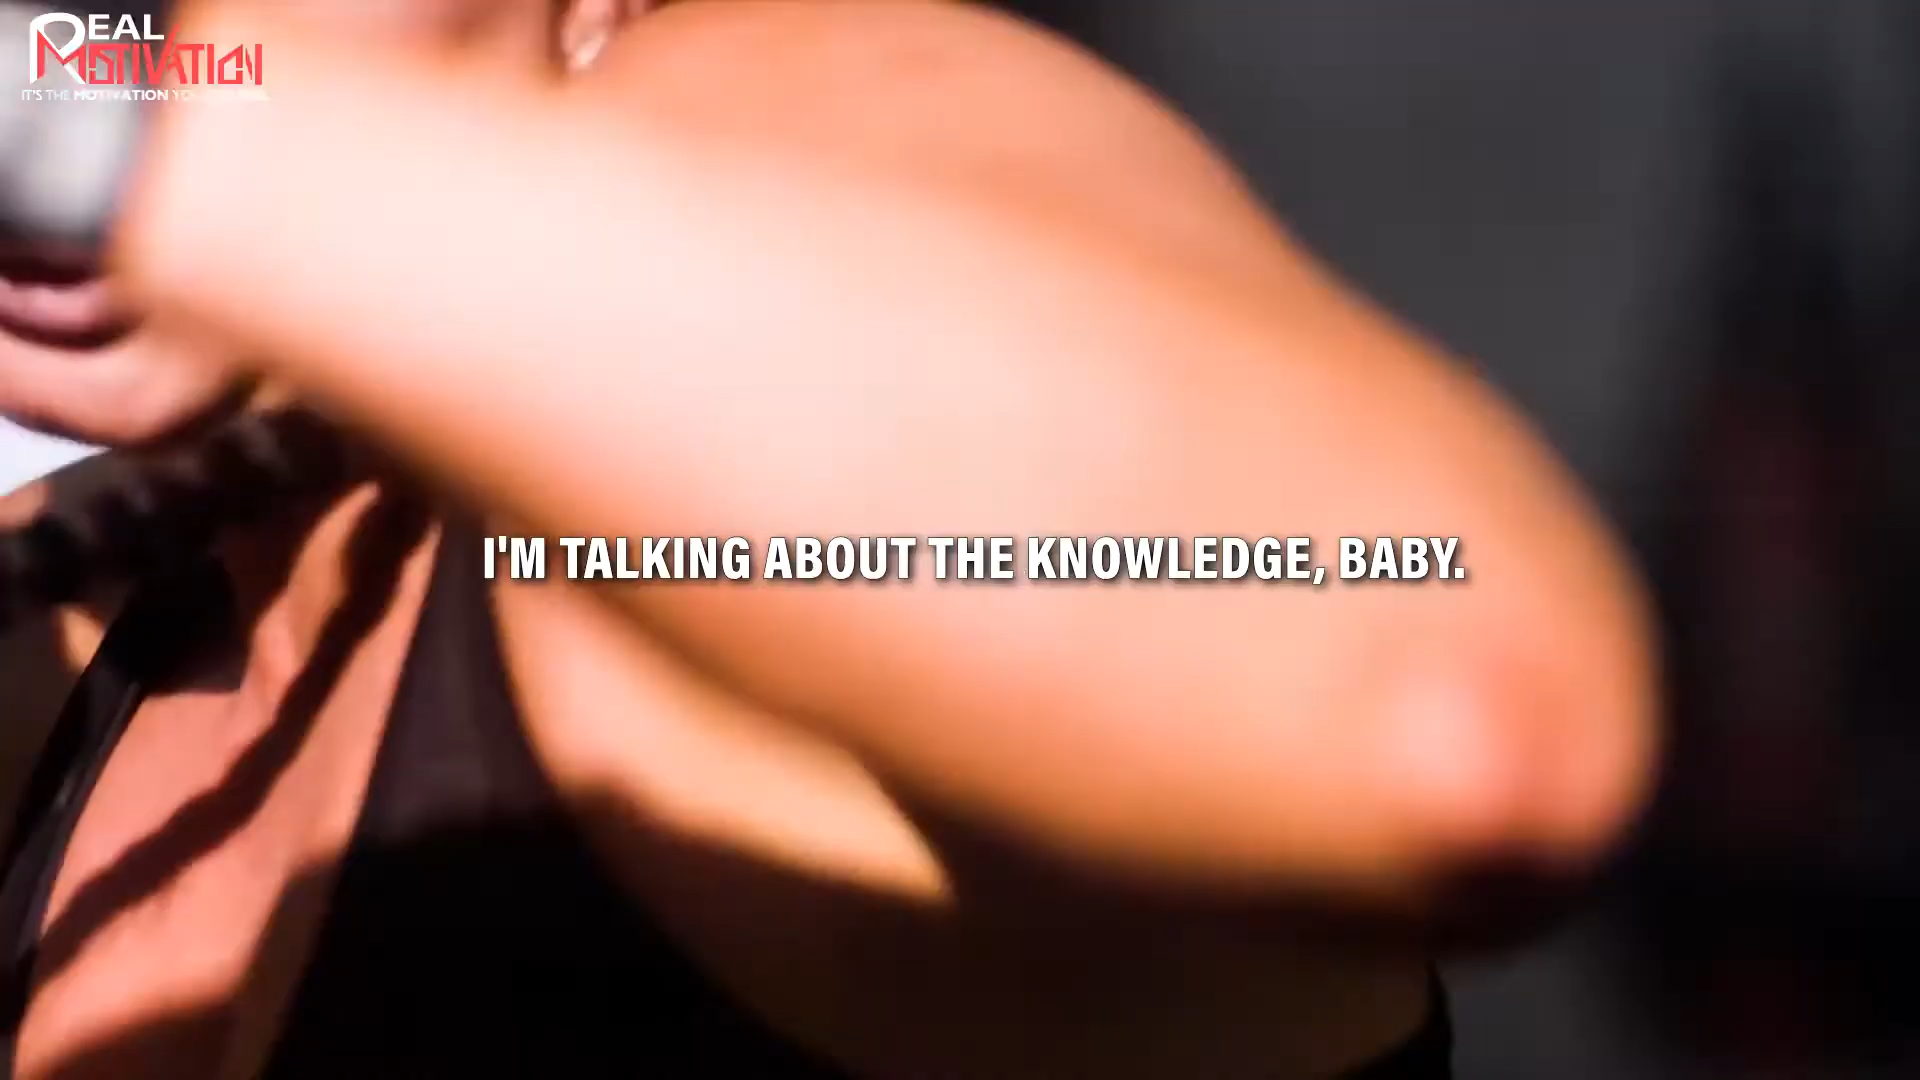 REAL
MOTIVATION
IT'S THE MOTIVATION
I'M TALKING ABOUT THE KNOWLEDGE, BABY.